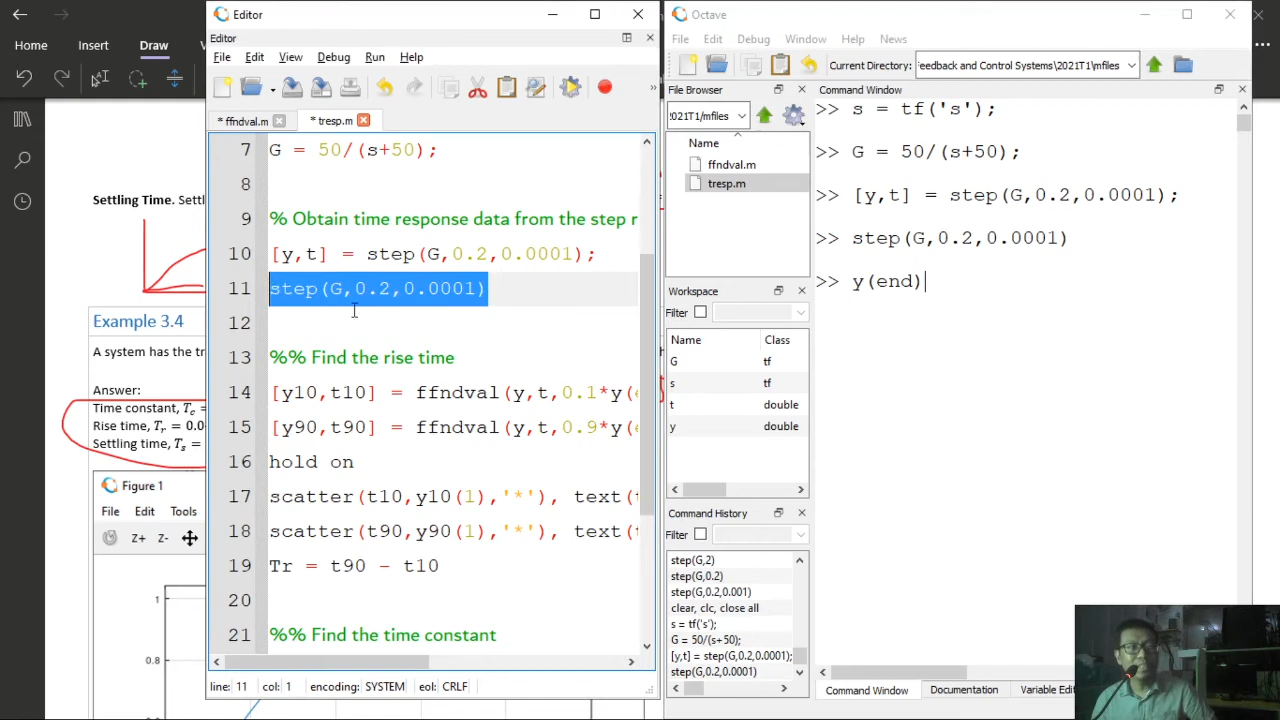 Editor
Octave
Home
Insert
Draw
Editor
File Edit View Debug Run Help
File Edit Debug Window Help News
Current Directory: Feedback and Control Systems\2021T1/mfiles
* ffndval.m
* tresp.m
7 G = 50/(s+50);
8
9 % Obtain time response data from the step r
10 [y,t] = step(G,0.2,0.0001);
11 step(G,0.2,0.0001)
12
13 %% Find the rise time
14 [y10,t10] = ffndval(y,t,0.1*y(e
15 [y90,t90] = ffndval(y,t,0.9*y(e
16 hold on
17 scatter(t10,y10(1),'*'), text(t
18 scatter(t90,y90(1),'*'), text(t
19 Tr = t90 - t10
20
21 %% Find the time constant
line: 11 col: 1 encoding: SYSTEM eol: CRLF
Settling Time. Settl
Example 3.4
A system has the tr
Answer:
Time constant, Tc =
Rise time, Tr = 0.0
Settling time, Ts =
Figure 1
File Edit Tools
Z+ Z-
1
0.8
File Browser
!021T1/mfiles
Name
ffndval.m
tresp.m
Workspace
Filter
Name Class
G tf
s tf
t double
y double
Command History
Filter
step(G,2)
step(G,0.2)
step(G,0.2,0.001)
clear, clc, close all
s = tf('s');
G = 50/(s+50);
[y,t] = step(G,0.2,0.0001);
step(G,0.2,0.0001)
Command Window
>> s = tf('s');
>> G = 50/(s+50);
>> [y,t] = step(G,0.2,0.0001);
>> step(G,0.2,0.0001)
>> y(end)
Command Window Documentation Variable Edi